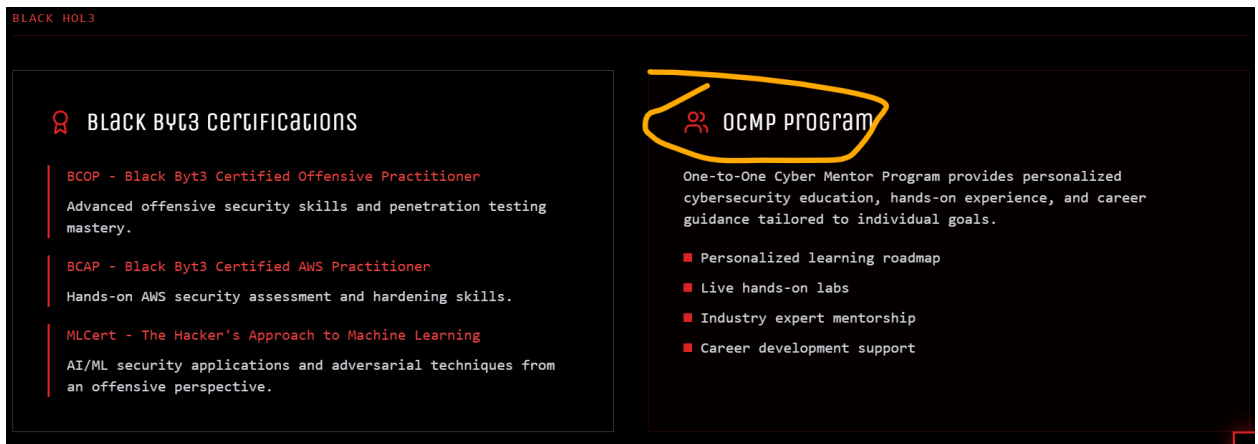 BLACK HOL3
BLACK BYT3 CERTIFICATIONS
BCOP - Black Byt3 Certified Offensive Practitioner
Advanced offensive security skills and penetration testing
mastery.
BCAP - Black Byt3 Certified AWS Practitioner
Hands-on AWS security assessment and hardening skills.
MLCert - The Hacker's Approach to Machine Learning
AI/ML security applications and adversarial techniques from
an offensive perspective.
OCMP PROGRAM
One-to-One Cyber Mentor Program provides personalized
cybersecurity education, hands-on experience, and career
guidance tailored to individual goals.
Personalized learning roadmap
Live hands-on labs
Industry expert mentorship
Career development support